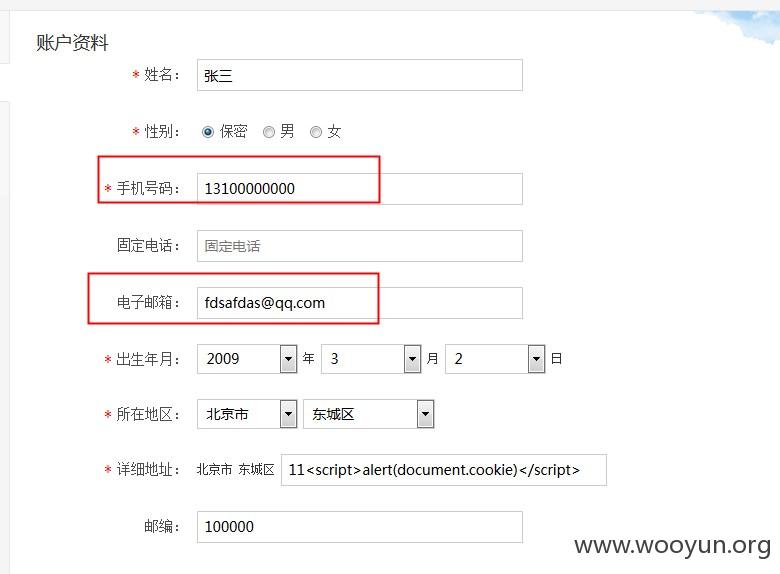 账户资料
* 姓名： 张三
* 性别： 保密 男 女
* 手机号码： 13100000000
固定电话： 固定电话
电子邮箱： fdsafdas@qq.com
* 出生年月： 2009 年 3 月 2 日
* 所在地区： 北京市 东城区
* 详细地址： 北京市 东城区 11<script>alert(document.cookie)</script>
邮编： 100000
www.wooyun.org